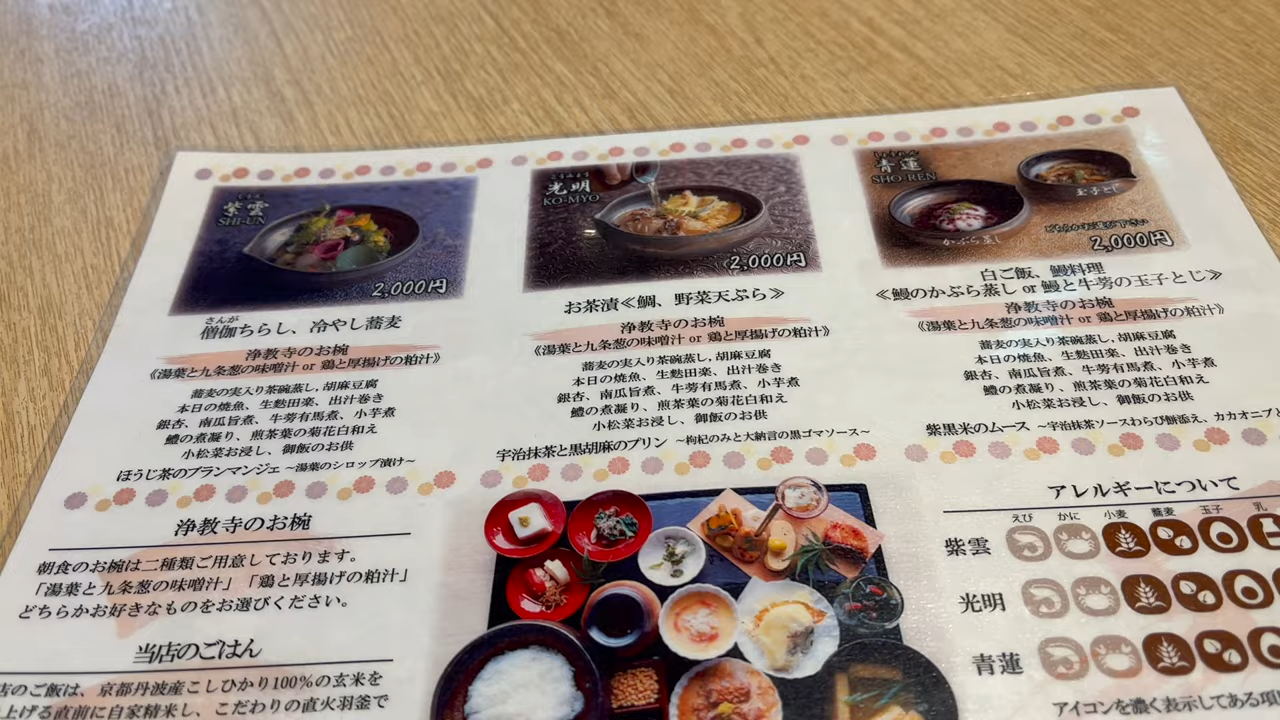 紫雲
SHI-UN
2,000円
さんが
僧伽ちらし、冷やし蕎麦
浄教寺のお椀
《湯葉と九条葱の味噌汁 or 鶏と厚揚げの粕汁》
蕎麦の実入り茶碗蒸し,胡麻豆腐
本日の焼魚、生麩田楽、出汁巻き
銀杏、南瓜旨煮、牛蒡有馬煮、小芋煮
鱧の煮凝り、煎茶葉の菊花白和え
小松菜お浸し、御飯のお供
ほうじ茶のブランマンジェ ~湯葉のシロップ漬け~
光明
KO-MYO
2,000円
お茶漬≪鯛、野菜天ぷら≫
浄教寺のお椀
《湯葉と九条葱の味噌汁 or 鶏と厚揚げの粕汁》
蕎麦の実入り茶碗蒸し,胡麻豆腐
本日の焼魚、生麩田楽、出汁巻き
銀杏、南瓜旨煮、牛蒡有馬煮、小芋煮
鱧の煮凝り、煎茶葉の菊花白和え
小松菜お浸し、御飯のお供
宇治抹茶と黒胡麻のプリン ~枸杞のみと大納言の黒ゴマソース~
青蓮
SHO-REN
玉子とじ
かぶら蒸し
どちらかお選び下さい
2,000円
白ご飯、鰻料理
≪鰻のかぶら蒸し or 鰻と牛蒡の玉子とじ≫
浄教寺のお椀
《湯葉と九条葱の味噌汁 or 鶏と厚揚げの粕汁》
蕎麦の実入り茶碗蒸し,胡麻豆腐
本日の焼魚、生麩田楽、出汁巻き
銀杏、南瓜旨煮、牛蒡有馬煮、小芋煮
鱧の煮凝り、煎茶葉の菊花白和え
小松菜お浸し、御飯のお供
紫黒米のムース ~宇治抹茶ソースわらび餅添え、カカオニブ
浄教寺のお椀
朝食のお椀は二種類ご用意しております。
「湯葉と九条葱の味噌汁」「鶏と厚揚げの粕汁」
どちらかお好きなものをお選びください。
当店のごはん
店のご飯は、京都丹波産こしひかり100%の玄米を
上げる直前に自家精米し、こだわりの直火羽釜で
アレルギーについて
えび かに 小麦 蕎麦 玉子 乳
紫雲
光明
青蓮
アイコンを濃く表示してある項